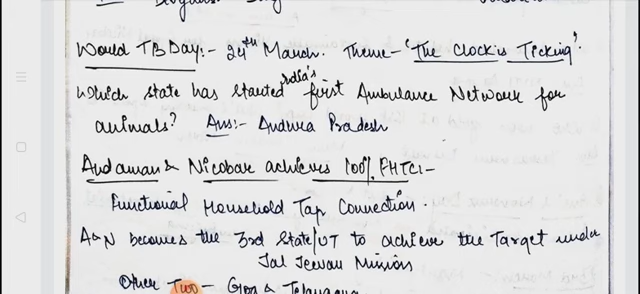 World TB Day:- 24th March. Theme- 'The Clock is Ticking'.
Which state has started India's first Ambulance Network for
animals? Ans:- Andhra Pradesh
Andaman & Nicobar achieves 100% FHTC:-
Functional Household Tap Connection.
A&N becomes the 3rd State/UT to achieve the Target under
Jal Jeevan Mission
Other Two - Goa & Telangana